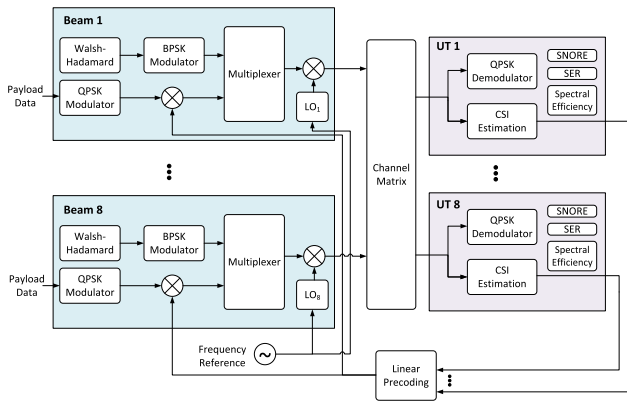 Beam 1
Walsh-
Hadamard
BPSK
Modulator
Payload
Data
QPSK
Modulator
Multiplexer
LO1
Channel
Matrix
UT 1
QPSK
Demodulator
CSI
Estimation
SNORE
SER
Spectral
Efficiency
Beam 8
Walsh-
Hadamard
BPSK
Modulator
Payload
Data
QPSK
Modulator
Multiplexer
LO8
UT 8
QPSK
Demodulator
CSI
Estimation
SNORE
SER
Spectral
Efficiency
Frequency
Reference
Linear
Precoding